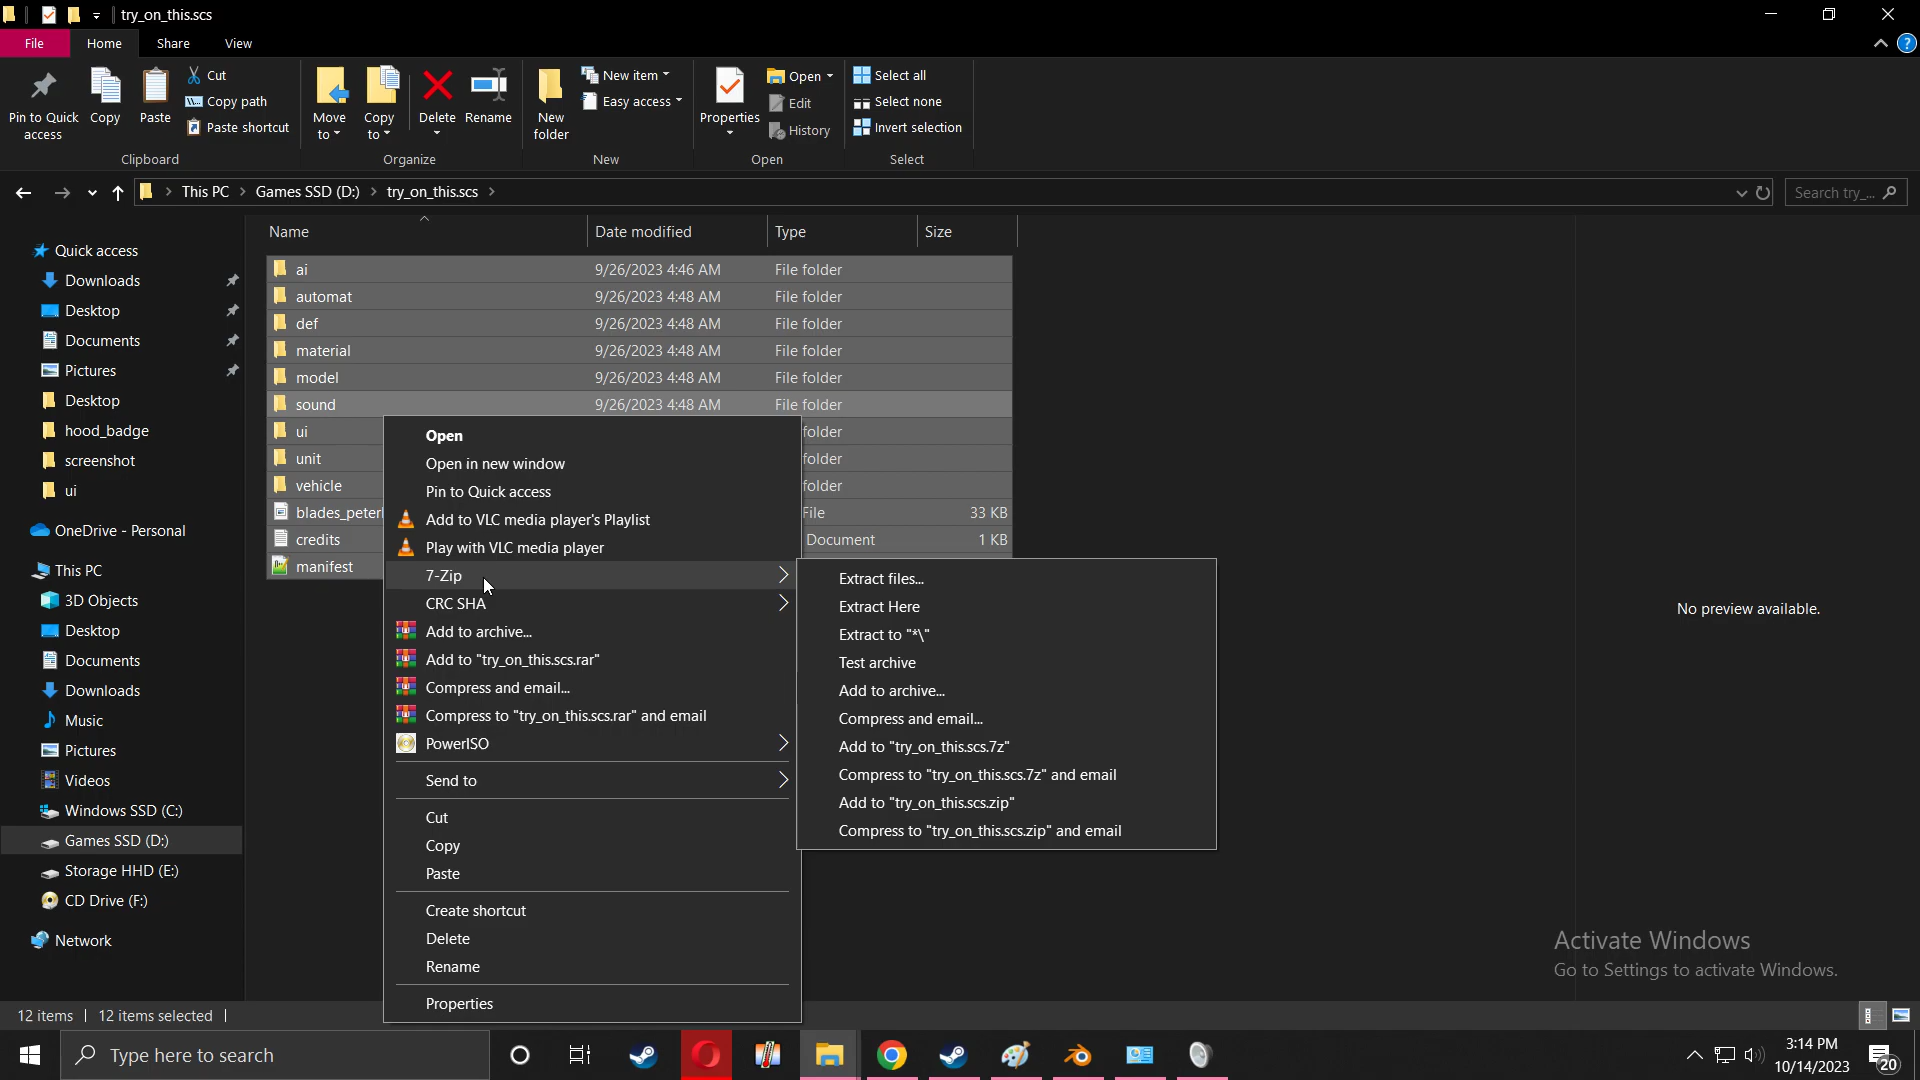 try_on_this.scs
File
Home
Share
View
Pin to Quick access
Copy
Paste
Cut
Copy path
Paste shortcut
Clipboard
Move to
Copy to
Delete
Rename
Organize
New folder
New item
Easy access
New
Properties
Open
Edit
History
Open
Select all
Select none
Invert selection
Select
This PC > Games SSD (D:) > try_on_this.scs >
Search try_...
Quick access
Downloads
Desktop
Documents
Pictures
Desktop
hood_badge
screenshot
ui
OneDrive - Personal
This PC
3D Objects
Desktop
Documents
Downloads
Music
Pictures
Videos
Windows SSD (C:)
Games SSD (D:)
Storage HHD (E:)
CD Drive (F:)
Network
Name Date modified Type Size
ai 9/26/2023 4:46 AM File folder
automat 9/26/2023 4:48 AM File folder
def 9/26/2023 4:48 AM File folder
material 9/26/2023 4:48 AM File folder
model 9/26/2023 4:48 AM File folder
sound 9/26/2023 4:48 AM File folder
ui folder
unit folder
vehicle folder
blades_peter File 33 KB
credits Document 1 KB
manifest
Open
Open in new window
Pin to Quick access
Add to VLC media player's Playlist
Play with VLC media player
7-Zip
CRC SHA
Add to archive...
Add to "try_on_this.scs.rar"
Compress and email...
Compress to "try_on_this.scs.rar" and email
PowerISO
Send to
Cut
Copy
Paste
Create shortcut
Delete
Rename
Properties
Extract files...
Extract Here
Extract to "*\"
Test archive
Add to archive...
Compress and email...
Add to "try_on_this.scs.7z"
Compress to "try_on_this.scs.7z" and email
Add to "try_on_this.scs.zip"
Compress to "try_on_this.scs.zip" and email
No preview available.
Activate Windows
Go to Settings to activate Windows.
12 items
12 items selected
Type here to search
3:14 PM
10/14/2023
20